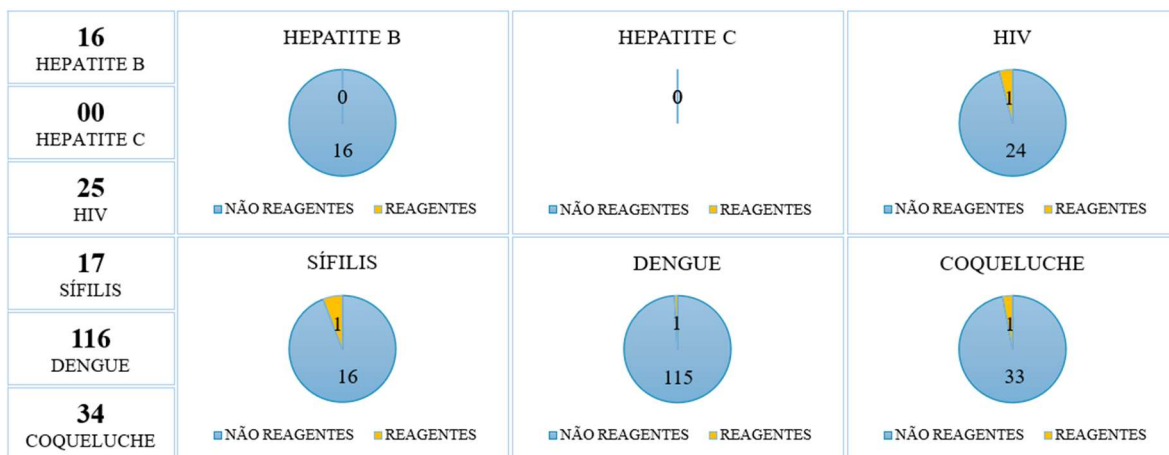 16
HEPATITE B
00
HEPATITE C
25
HIV
17
SÍFILIS
116
DENGUE
34
COQUELUCHE
HEPATITE B
0
16
NÃO REAGENTES REAGENTES
HEPATITE C
0
NÃO REAGENTES REAGENTES
HIV
1
24
NÃO REAGENTES REAGENTES
SÍFILIS
1
16
NÃO REAGENTES REAGENTES
DENGUE
1
115
NÃO REAGENTES REAGENTES
COQUELUCHE
1
33
NÃO REAGENTES REAGENTES